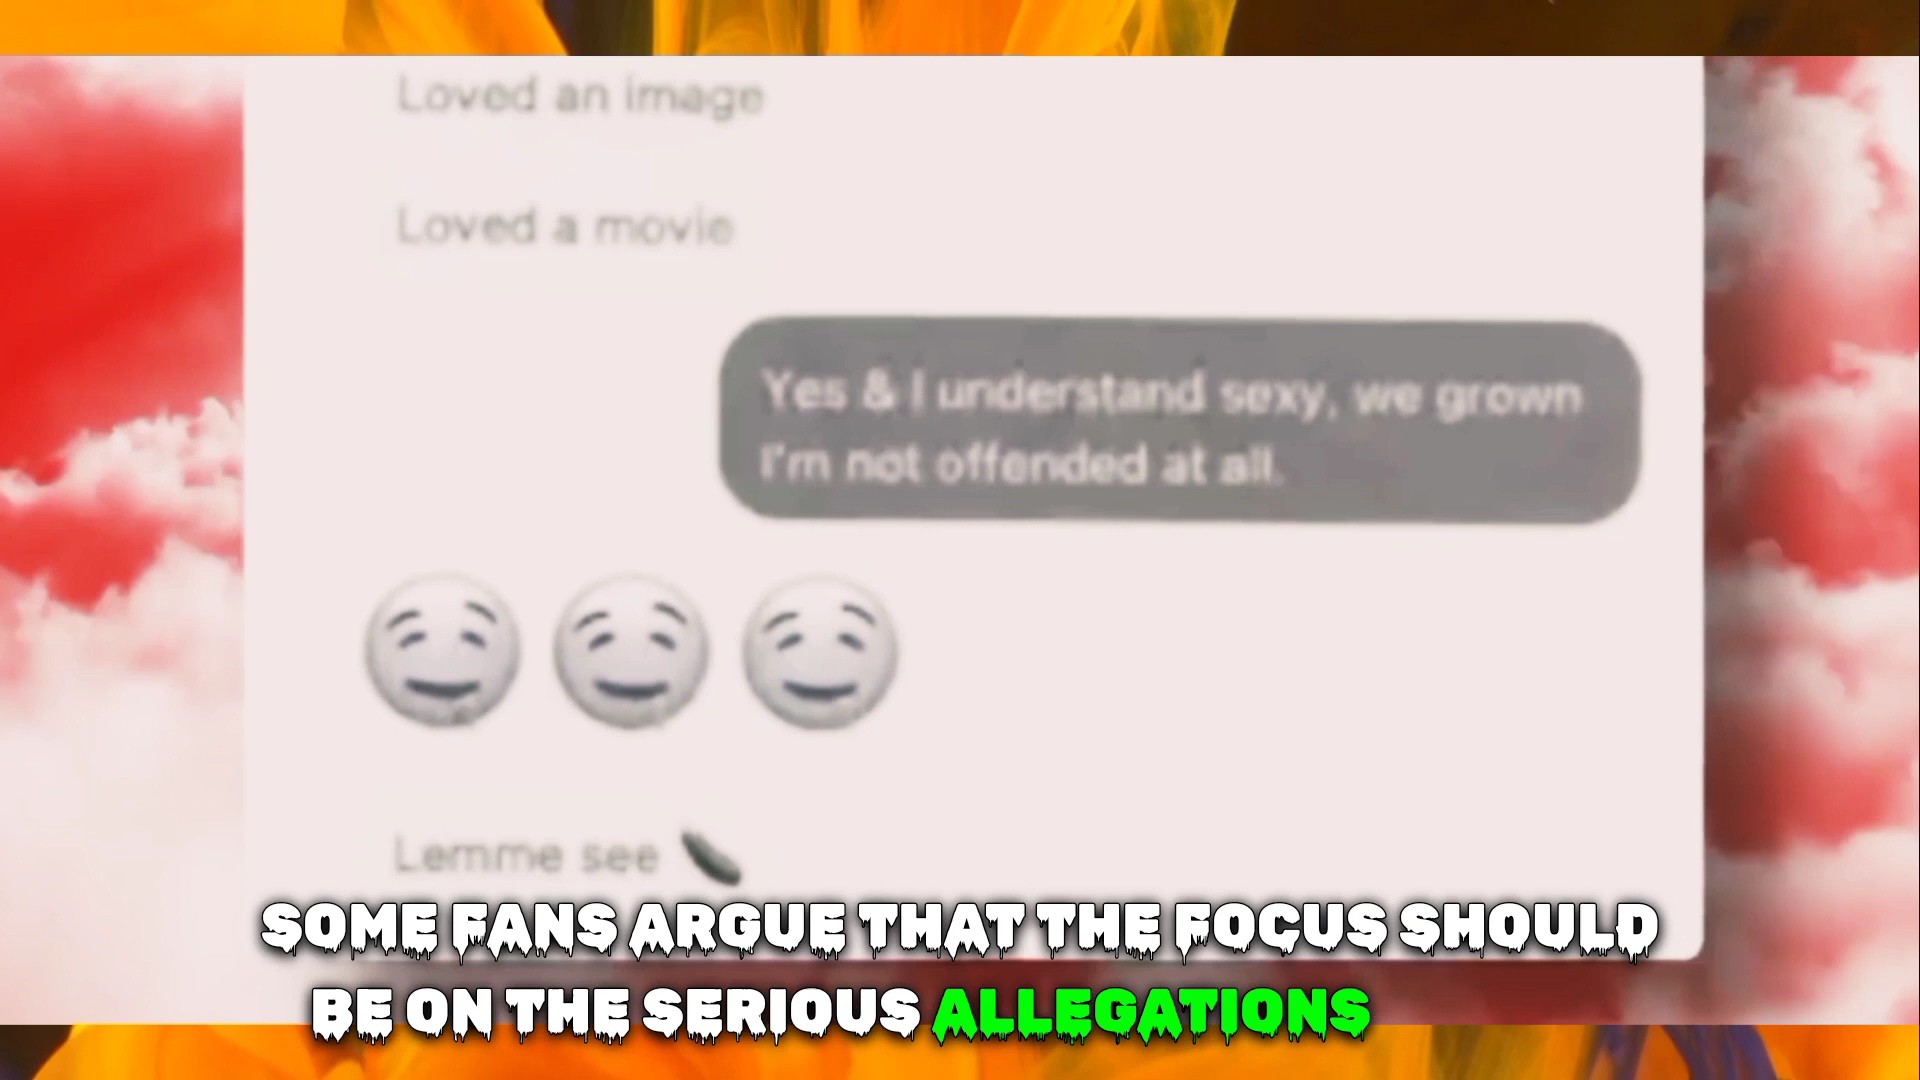 Loved an image
Loved a movie
Yes & I understand sexy, we grown
I'm not offended at all.
Lemme see
SOME FANS ARGUE THAT THE FOCUS SHOULD
BE ON THE SERIOUS ALLEGATIONS